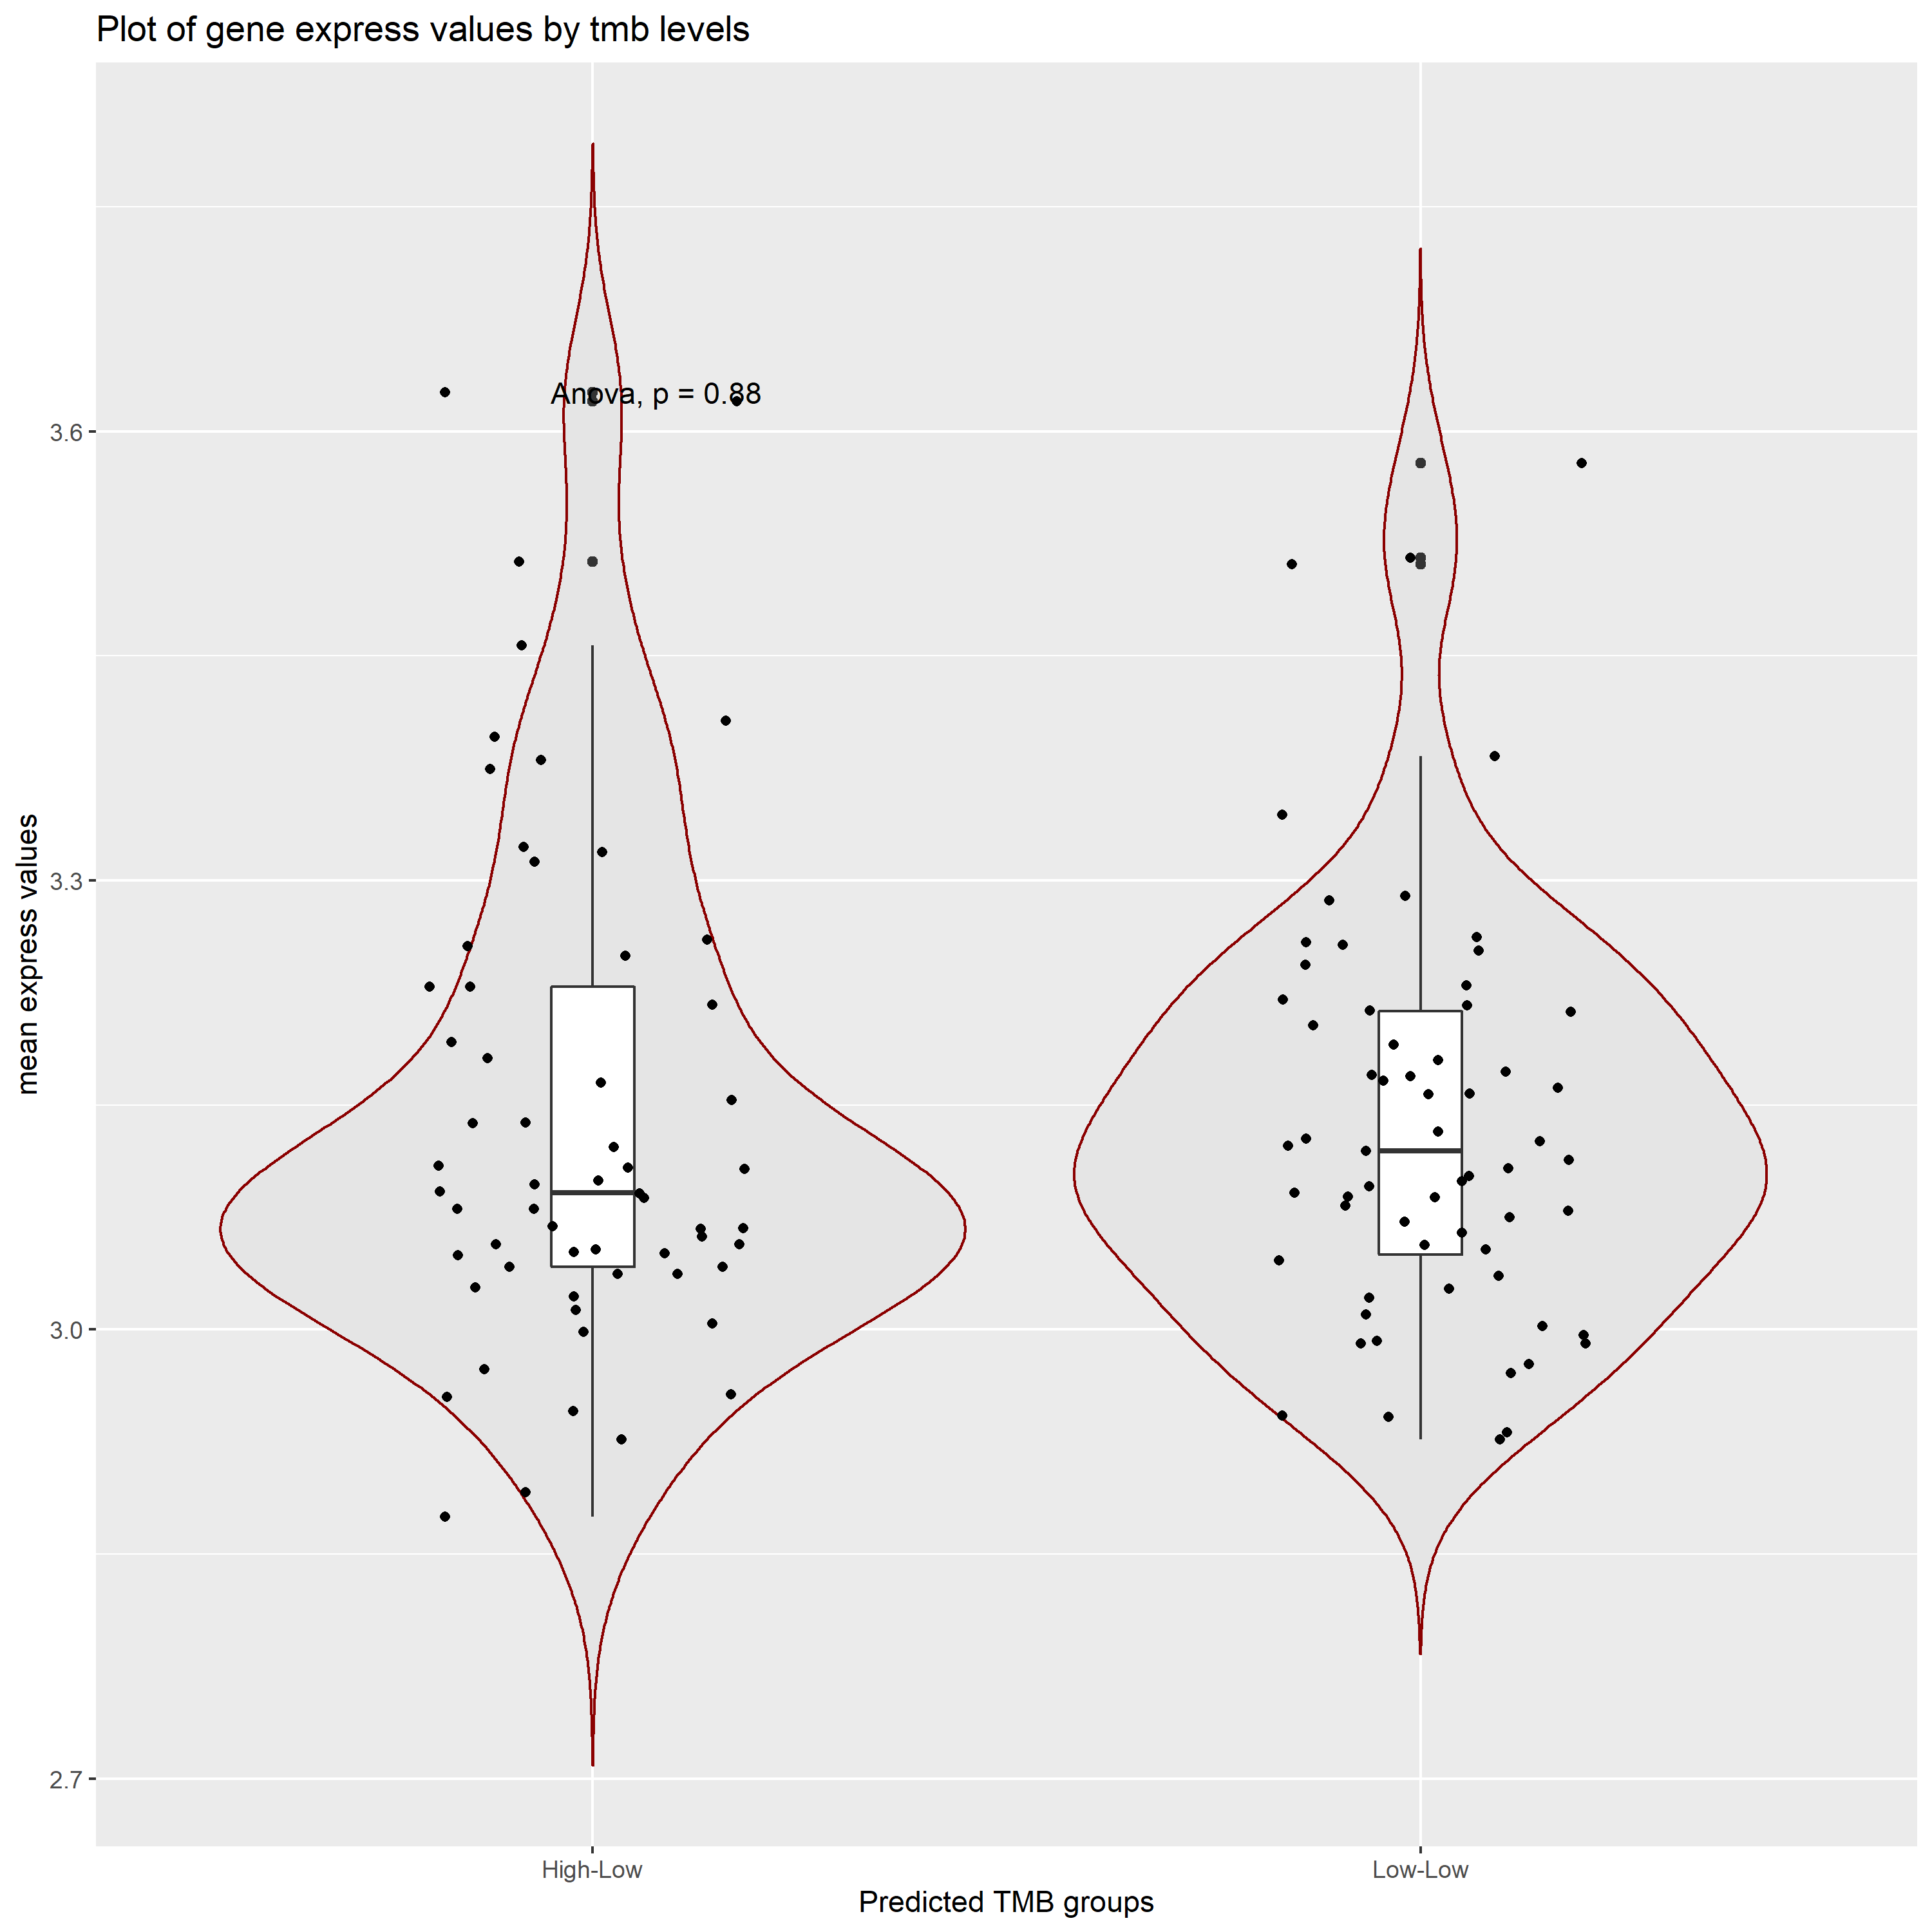 Plot of gene express values by tmb levels
Anova, p = 0.88
3.6
3.3
3.0
2.7
mean express values
High-Low
Low-Low
Predicted TMB groups